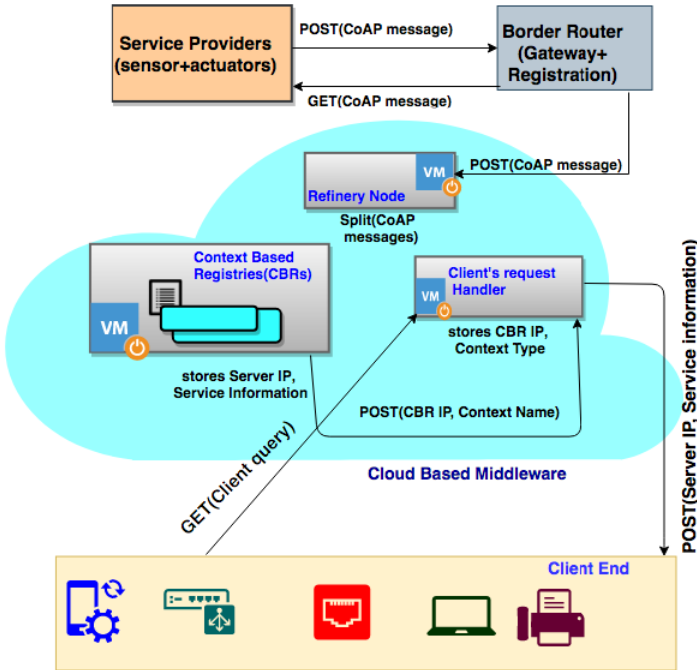 Service Providers
(sensor+actuators)
POST(CoAP message)
GET(CoAP message)
Border Router
(Gateway+
Registration)
POST(CoAP message)
VM
Refinery Node
Split(CoAP
messages)
Context Based
Registries(CBRs)
VM
stores Server IP,
Service Information
Client's request
Handler
VM
stores CBR IP,
Context Type
POST(CBR IP, Context Name)
GET(Client query)
POST(Server IP, Service information)
Cloud Based Middleware
Client End